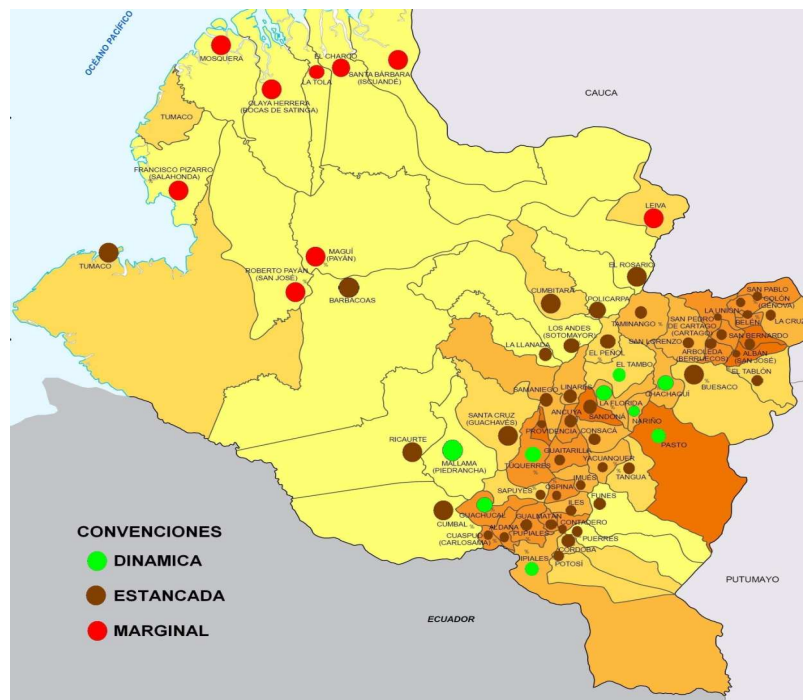 OCÉANO PACÍFICO
MOSQUERA
EL CHARCO
LA TOLA
SANTA BÁRBARA
(ISCUANDÉ)
OLAYA HERRERA
(BOCAS DE SATINGA)
CAUCA
TUMACO
FRANCISCO PIZARRO
(SALAHONDA)
LEIVA
TUMACO
MAGUÍ
(PAYÁN)
ROBERTO PAYÁN
(SAN JOSÉ)
BARBACOAS
EL ROSARIO
CUMBITARA
POLICARPA
SAN PABLO
COLÓN
(GÉNOVA)
LA UNIÓN
LA CRUZ
TAMINANGO
SAN PEDRO
DE CARTAGO
(CARTAGO)
BELÉN
LOS ANDES
(SOTOMAYOR)
SAN BERNARDO
LA LLANADA
EL PEÑOL
SAN LORENZO
ARBOLEDA
(BERRUECOS)
ALBÁN
(SAN JOSÉ)
EL TAMBO
EL TABLÓN
SAMANIEGO
LINARES
CHACHAGUÍ
BUESACO
LA FLORIDA
SANTA CRUZ
(GUACHAVÉS)
ANCUYA
SANDONÁ
NARIÑO
PROVIDENCIA
CONSACÁ
PASTO
RICAURTE
MALLAMA
(PIEDRANCHA)
GUAITARILLA
TÚQUERRES
YACUANQUER
TANGUA
IMUÉS
SAPUYES
OSPINA
FUNES
GUACHUCAL
ILES
CUMBAL
ALDANA
GUALMATÁN
CONTADERO
CUASPUD
(CARLOSAMA)
PUPIALES
PUERRES
CÓRDOBA
IPIALES
POTOSÍ
CONVENCIONES
DINAMICA
ESTANCADA
MARGINAL
PUTUMAYO
ECUADOR